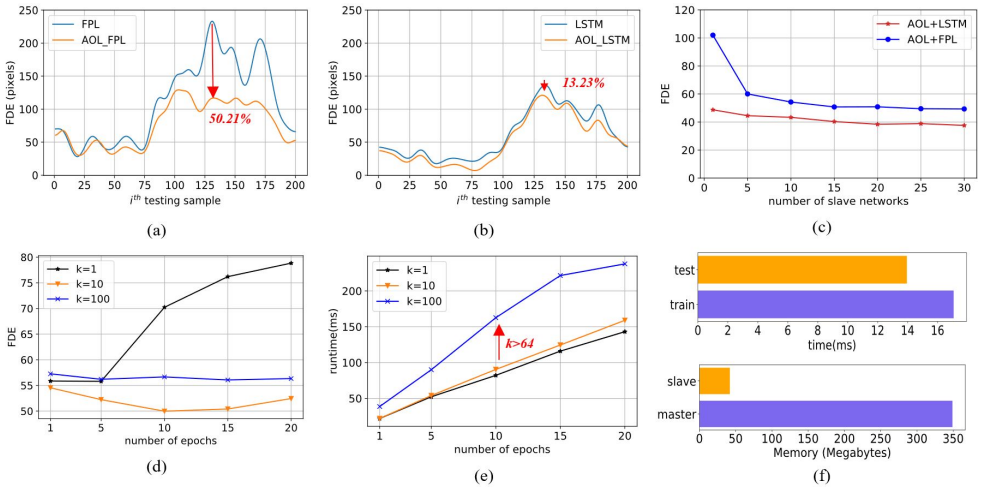 FPL
AOL_FPL
50.21%
FDE (pixels)
0 50 100 150 200 250
0 25 50 75 100 125 150 175 200
i^th testing sample
(a)
LSTM
AOL_LSTM
13.23%
FDE (pixels)
0 50 100 150 200 250
0 25 50 75 100 125 150 175 200
i^th testing sample
(b)
AOL+LSTM
AOL+FPL
FDE
0 20 40 60 80 100 120
0 5 10 15 20 25 30
number of slave networks
(c)
k=1
k=10
k=100
FDE
50 55 60 65 70 75 80
1 5 10 15 20
number of epochs
(d)
k=1
k=10
k=100
k>64
runtime(ms)
50 100 150 200
1 5 10 15 20
number of epochs
(e)
test
train
0 2 4 6 8 10 12 14 16
time(ms)
slave
master
0 50 100 150 200 250 300 350
Memory (Megabytes)
(f)